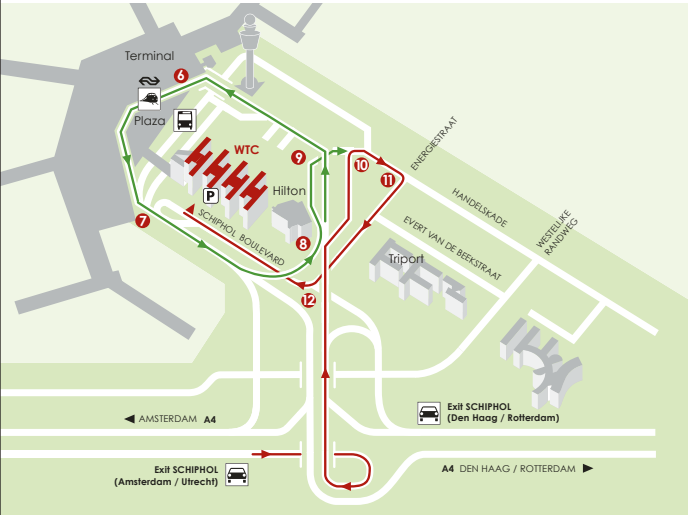 Terminal
6
Plaza
WTC
9
ENERGIESTRAAT
10
11
P
Hilton
HANDELSKADE
7
SCHIPHOL BOULEVARD
8
EVERT VAN DE BEEKSTRAAT
WESTELIJKE
RANDWEG
Triport
12
Exit SCHIPHOL
(Den Haag / Rotterdam)
AMSTERDAM A4
Exit SCHIPHOL
(Amsterdam / Utrecht)
A4 DEN HAAG / ROTTERDAM